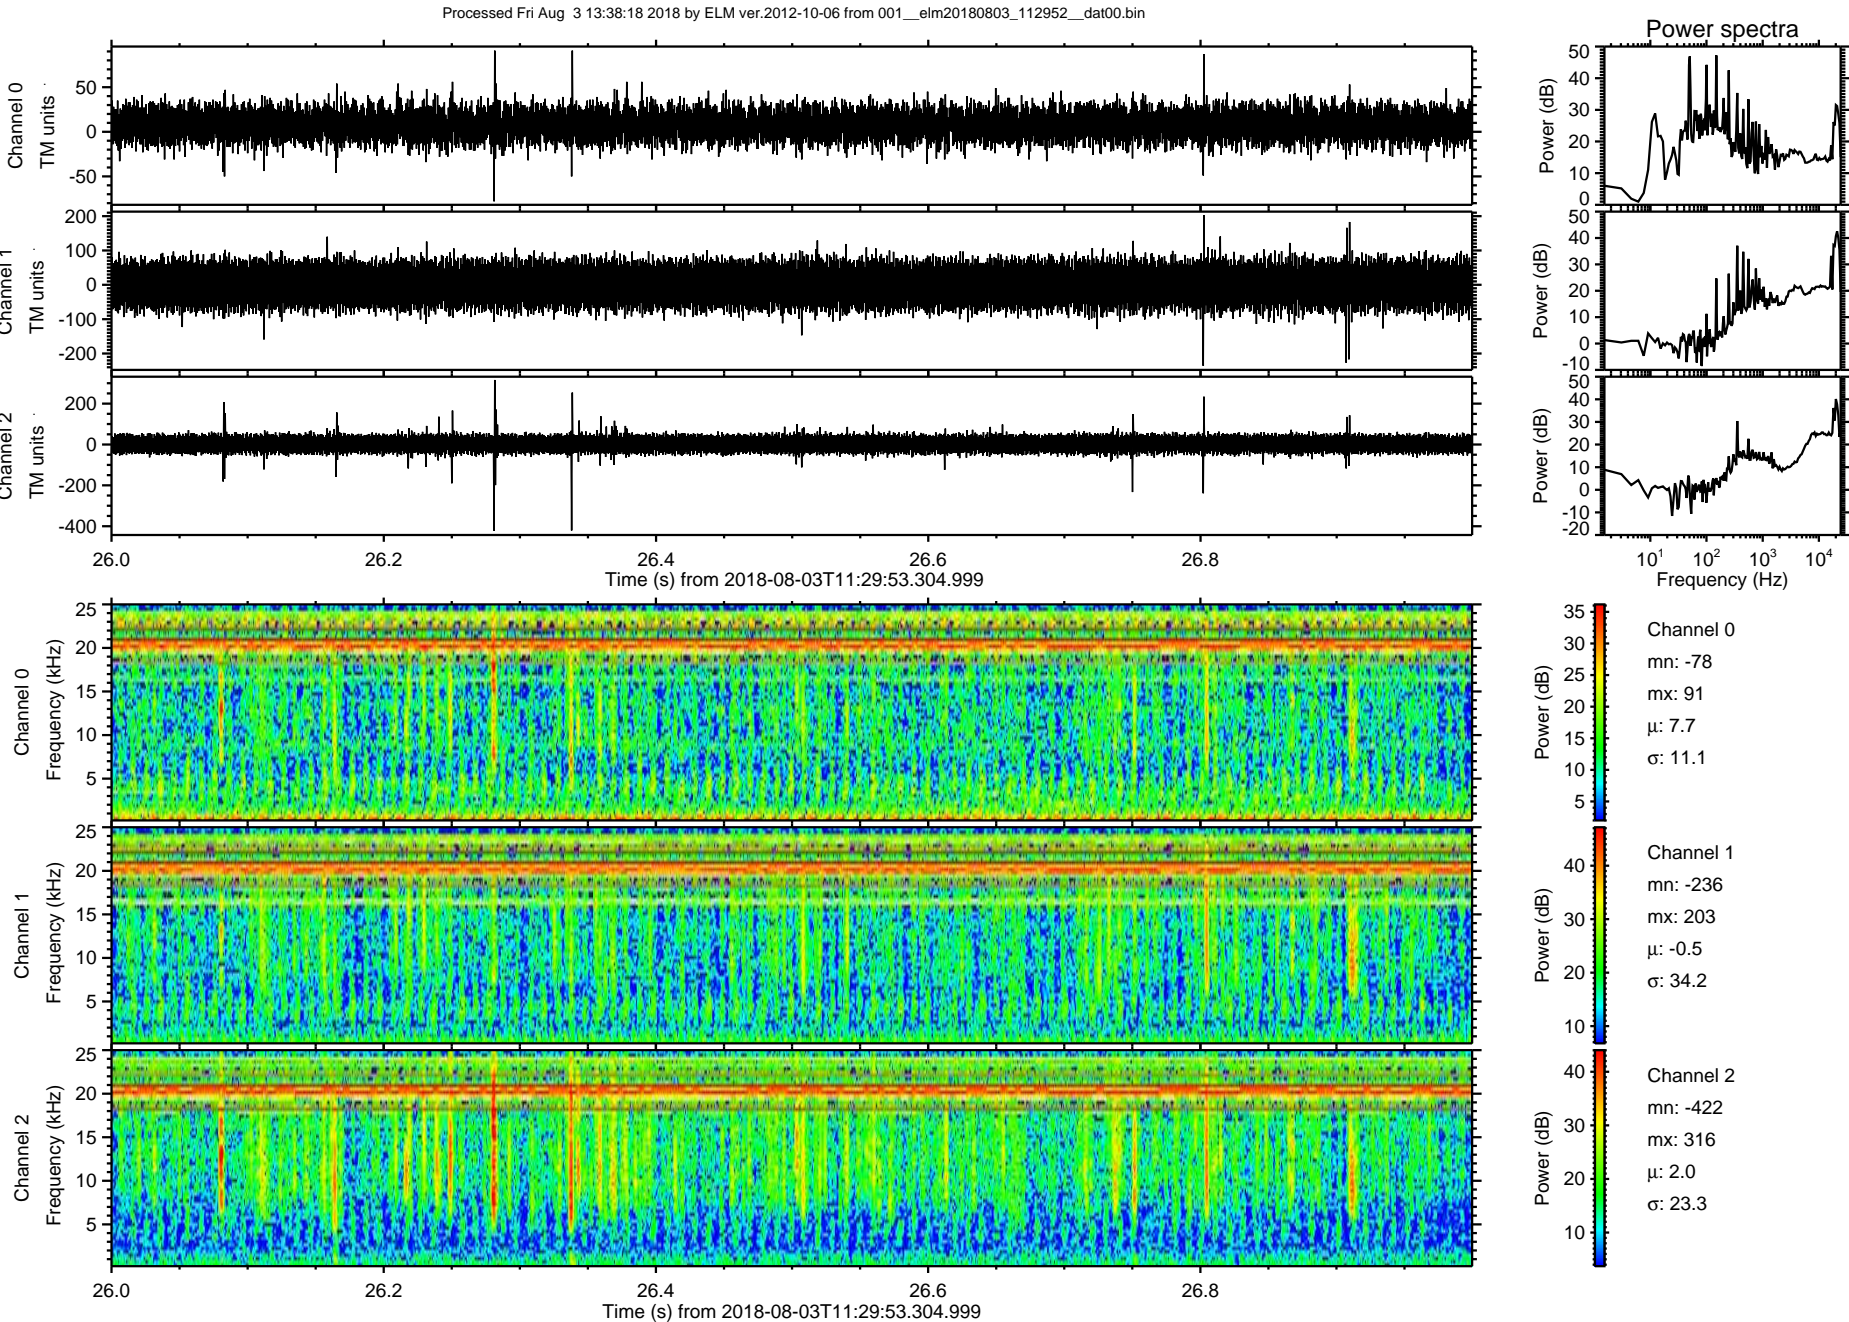 Processed Fri Aug  3 13:38:18 2018 by ELM ver.2012-10-06 from 001__elm20180803_112952__dat00.bin
Power spectra
Channel 0
TM units
50
0
-50
Power (dB)
50
40
30
20
10
0
Channel 1
TM units
200
100
0
-100
-200
Power (dB)
50
40
30
20
10
0
-10
Channel 2
TM units
200
0
-200
-400
Power (dB)
50
40
30
20
10
0
-10
-20
26.0 26.2 26.4 26.6 26.8
Time (s) from 2018-08-03T11:29:53.304.999
10^1 10^2 10^3 10^4
Frequency (Hz)
Channel 0
Frequency (kHz)
25
20
15
10
5
Power (dB)
35
30
25
20
15
10
5
Channel 0
mn: -78
mx: 91
μ: 7.7
σ: 11.1
Channel 1
Frequency (kHz)
25
20
15
10
5
Power (dB)
40
30
20
10
Channel 1
mn: -236
mx: 203
μ: -0.5
σ: 34.2
Channel 2
Frequency (kHz)
25
20
15
10
5
Power (dB)
40
30
20
10
Channel 2
mn: -422
mx: 316
μ: 2.0
σ: 23.3
26.0 26.2 26.4 26.6 26.8
Time (s) from 2018-08-03T11:29:53.304.999